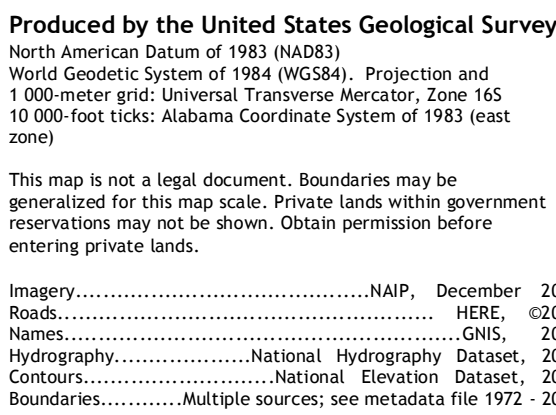 Produced by the United States Geological Survey
North American Datum of 1983 (NAD83)
World Geodetic System of 1984 (WGS84). Projection and
1 000-meter grid: Universal Transverse Mercator, Zone 16S
10 000-foot ticks: Alabama Coordinate System of 1983 (east
zone)
This map is not a legal document. Boundaries may be
generalized for this map scale. Private lands within government
reservations may not be shown. Obtain permission before
entering private lands.
Imagery............................................NAIP, December
Roads......................................................... HERE,
Names............................................................GNIS,
Hydrography.....................National Hydrography Dataset,
Contours.............................National Elevation Dataset,
Boundaries............Multiple sources; see metadata file 1972 -